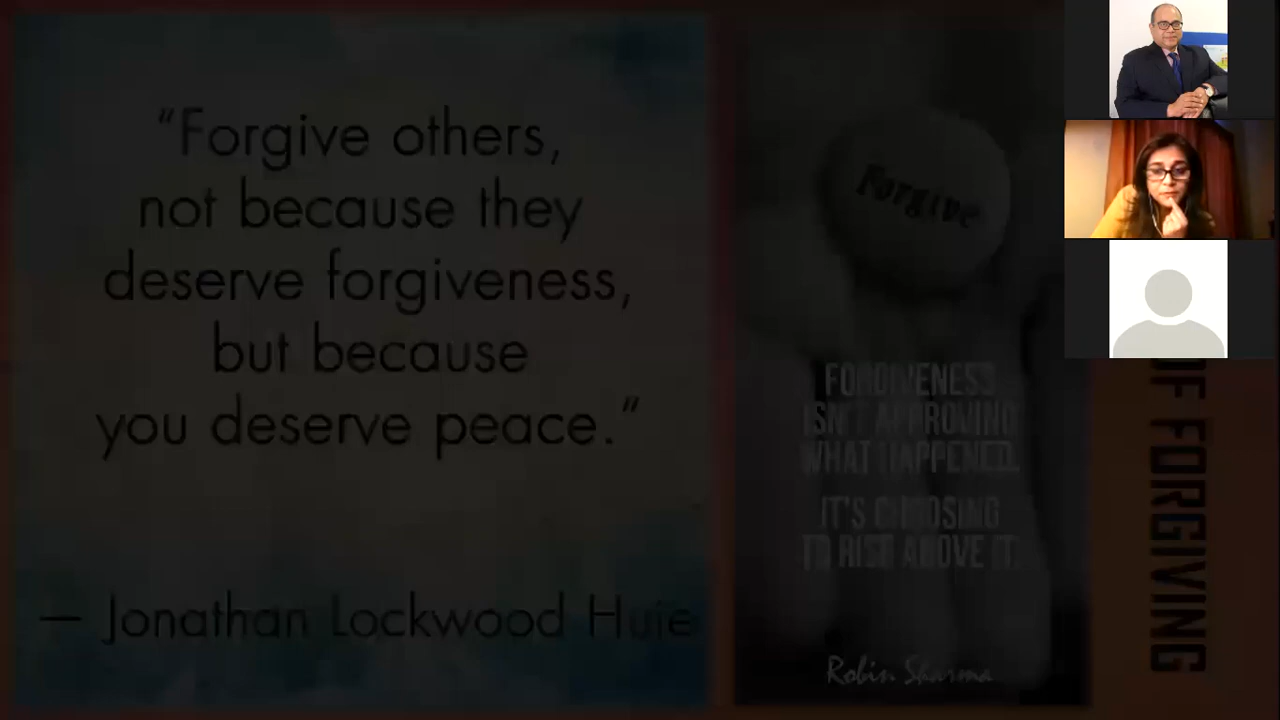 “Forgive others,
not because they
deserve forgiveness,
but because
you deserve peace.”
— Jonathan Lockwood Huie
Forgive
FORGIVENESS
ISN'T APPROVING
WHAT HAPPENED.
IT'S CHOOSING
TO RISE ABOVE IT.
Robin Sharma
OF FORGIVING